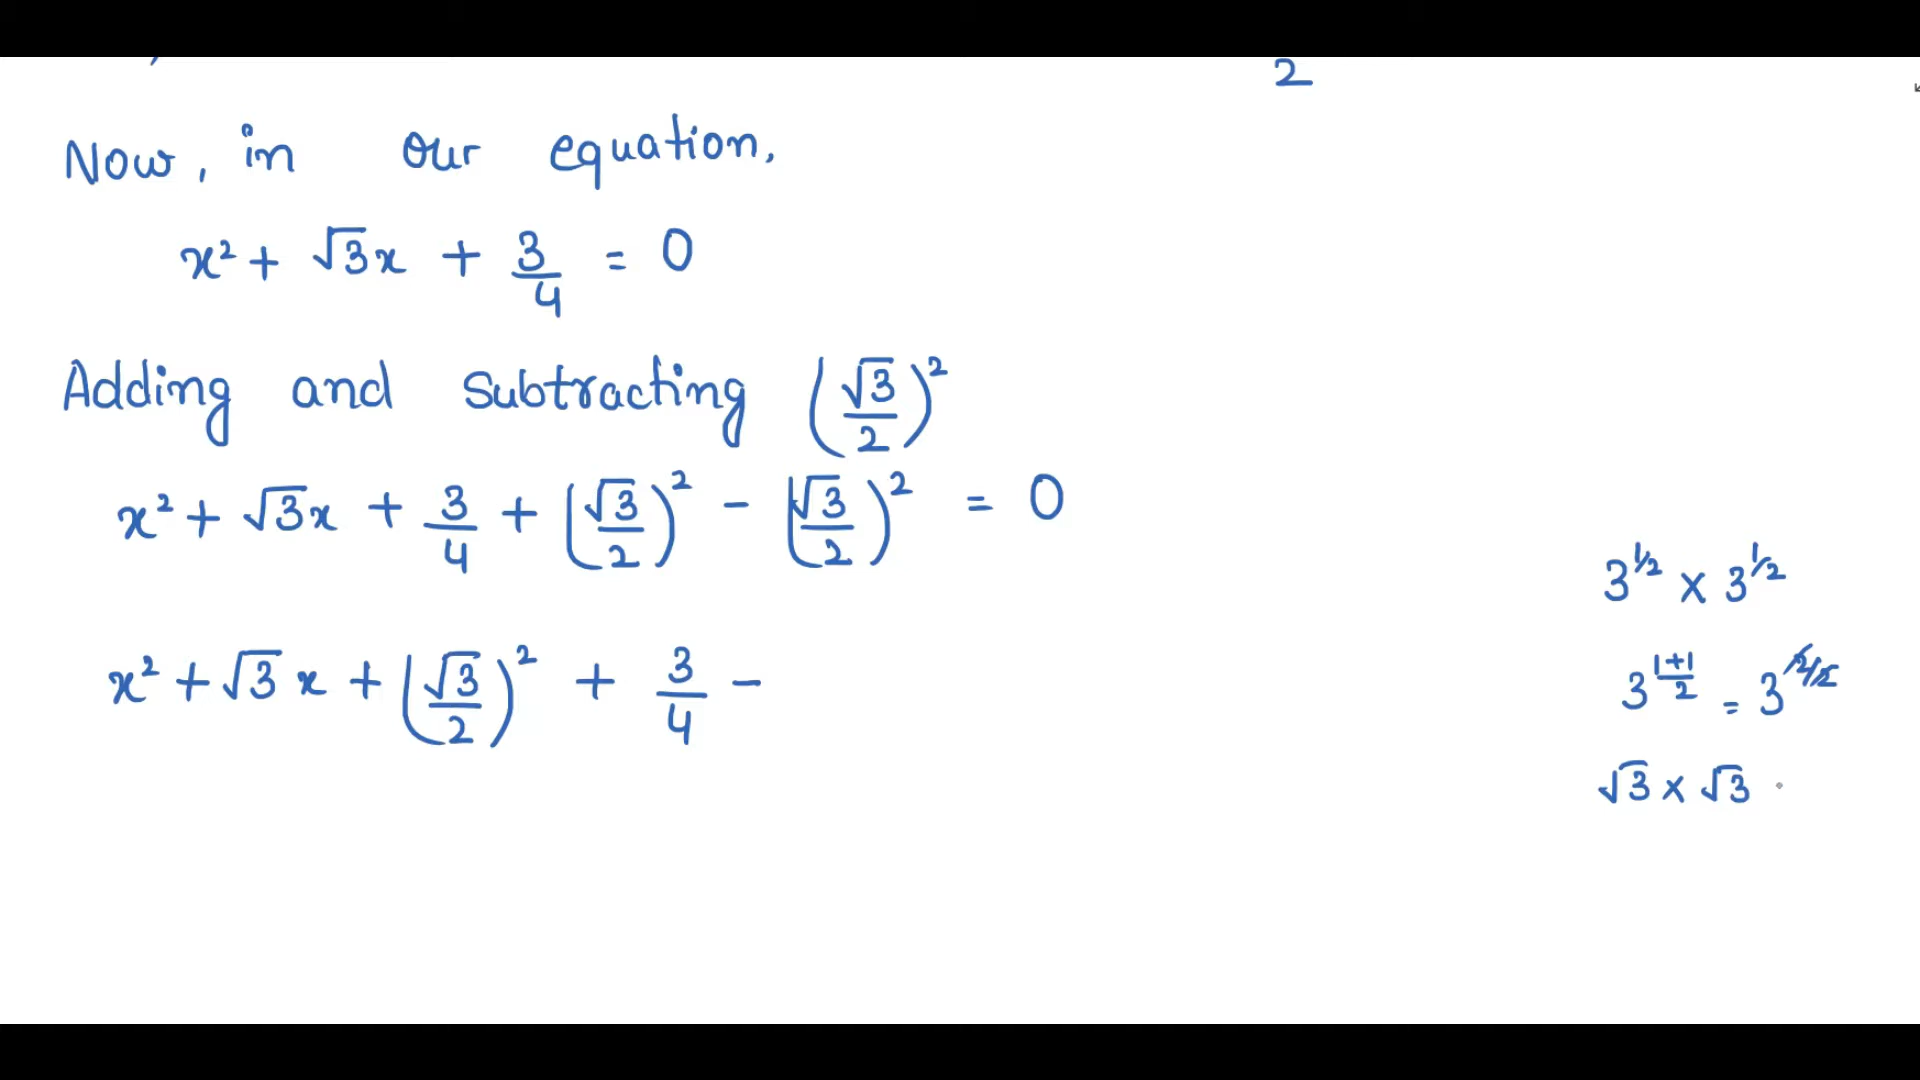 2
Now, in our equation,
x² + √3x + 3/4 = 0
Adding and Subtracting (√3/2)²
x² + √3x + 3/4 + (√3/2)² - (√3/2)² = 0
x² + √3x + (√3/2)² + 3/4 -
3^1/2 × 3^1/2
3^(1+1)/2 = 3^2/2
√3 × √3